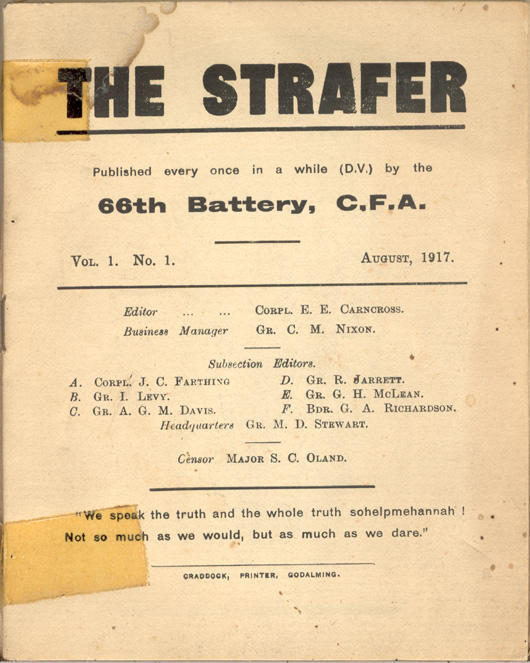 THE STRAFER
Published every once in a while (D.V.) by the
66th Battery, C.F.A.
Vol. 1. No. 1. August, 1917.
Editor ... ... Corpl. E. E. Carncross.
Business Manager Gr. C. M. Nixon.
Subsection Editors.
A. Corpl. J. C. Farthing D. Gr. R. Jarrett.
B. Gr. I. Levy. E. Gr. G. H. McLean.
C. Gr. A. G. M. Davis. F. Bdr. G. A. Richardson.
Headquarters Gr. M. D. Stewart.
Censor Major S. C. Oland.
"We speak the truth and the whole truth sohelpmehannah !
Not so much as we would, but as much as we dare."
CRADDOCK, PRINTER, GODALMING.